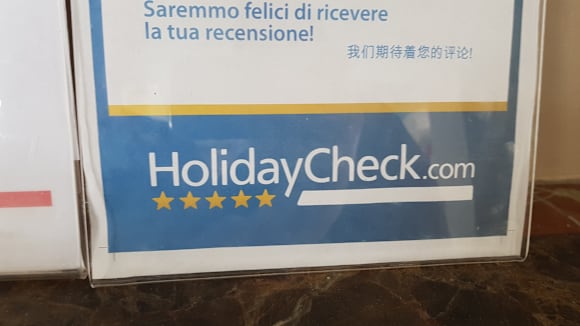 Saremmo felici di ricevere
la tua recensione!
我们期待着您的评论!
HolidayCheck.com